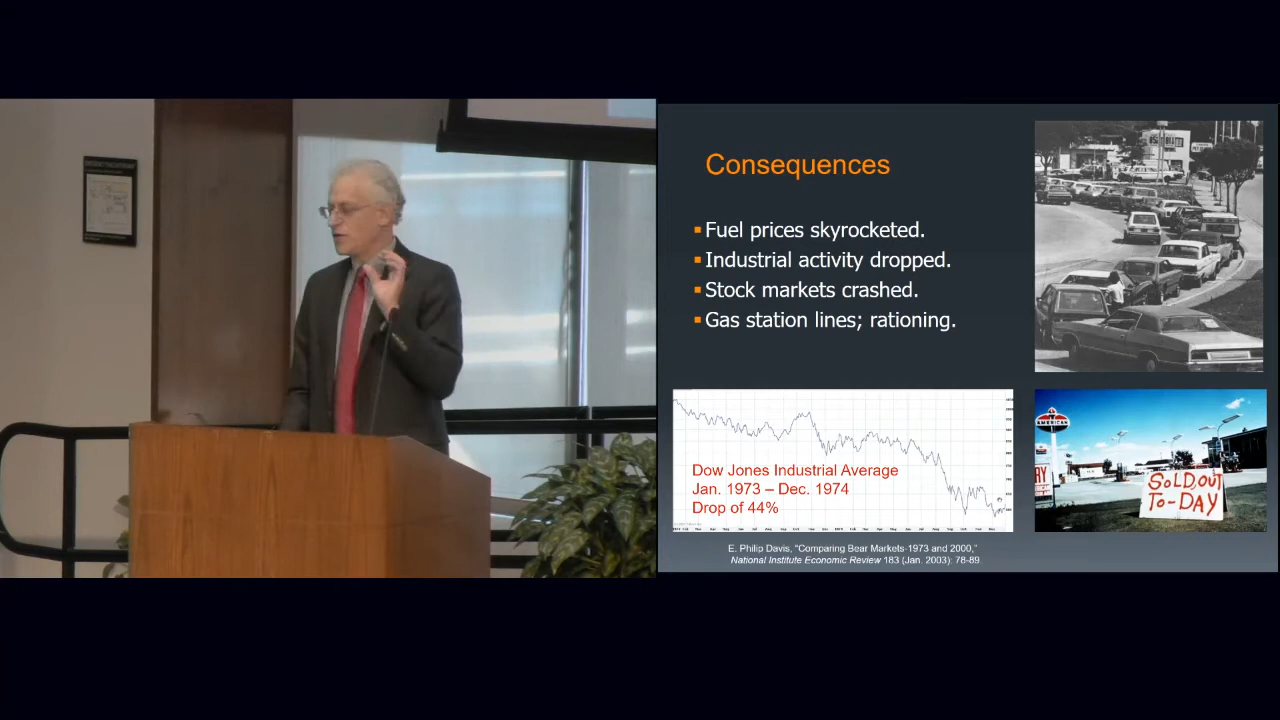 Consequences
Fuel prices skyrocketed.
Industrial activity dropped.
Stock markets crashed.
Gas station lines; rationing.
Dow Jones Industrial Average
Jan. 1973 – Dec. 1974
Drop of 44%
AMERICAN
SOLD OUT
TO-DAY
E. Philip Davis, "Comparing Bear Markets-1973 and 2000,"
National Institute Economic Review 183 (Jan. 2003): 78-89.